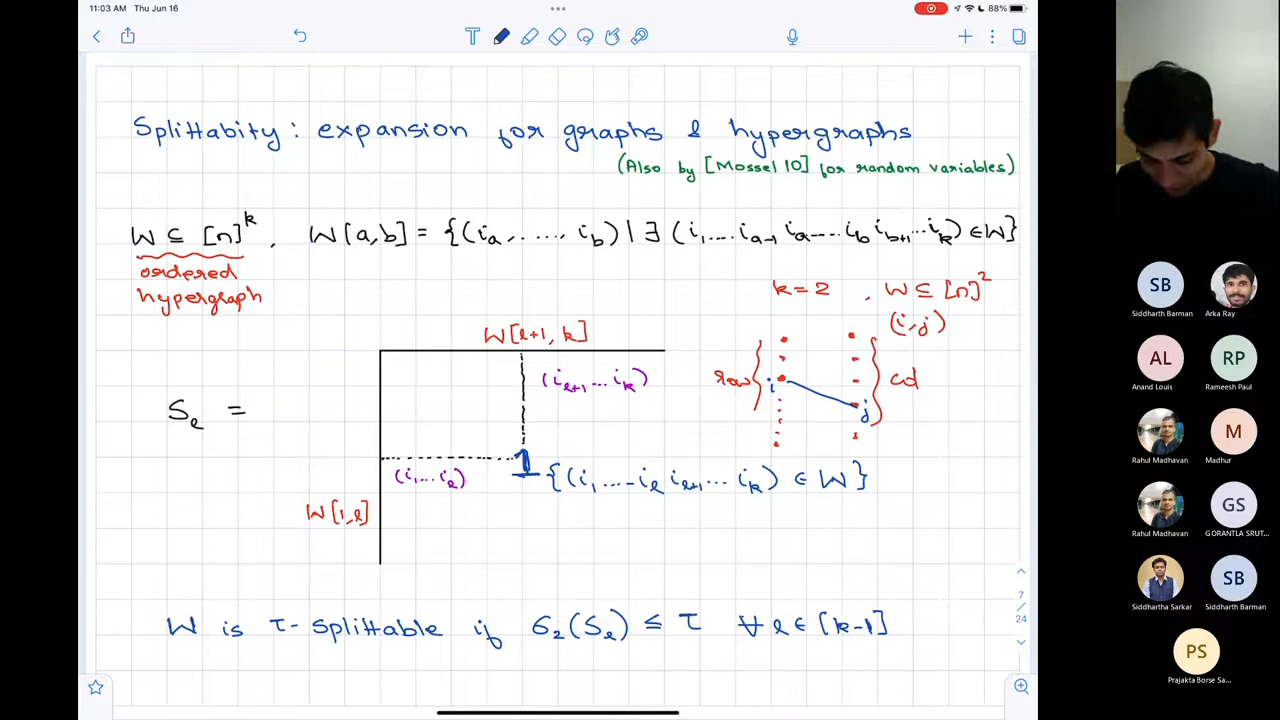 11:03 AM Thu Jun 16
88%
Splittabity: expansion for graphs & hypergraphs
(Also by [Mossel 10] for random variables)
W ⊆ [n]^k, W[a,b] = {(i_a, ..., i_b) | ∃ (i_1...i_{a-1} i_a....i_b i_{b+1}...i_k) ∈ W}
ordered
hypergraph
k = 2, W ⊆ [n]^2
(i,j)
W[l+1, k]
(i_{l+1}...i_k)
row
i
col
j
S_l =
(i_1...i_l)
1
{(i_1...-i_l i_{l+1}...i_k) ∈ W}
W[1,l]
W is τ-splittable if σ_2(S_l) ≤ τ ∀ l ∈ [k-1]
7
/
24
SB
Siddharth Barman
Arka Ray
AL
Anand Louis
RP
Rameesh Paul
Rahul Madhavan
M
Madhur
Rahul Madhavan
GS
GORANTLA SRUT...
Siddhartha Sarkar
SB
Siddharth Barman
PS
Prajakta Borse Sa...